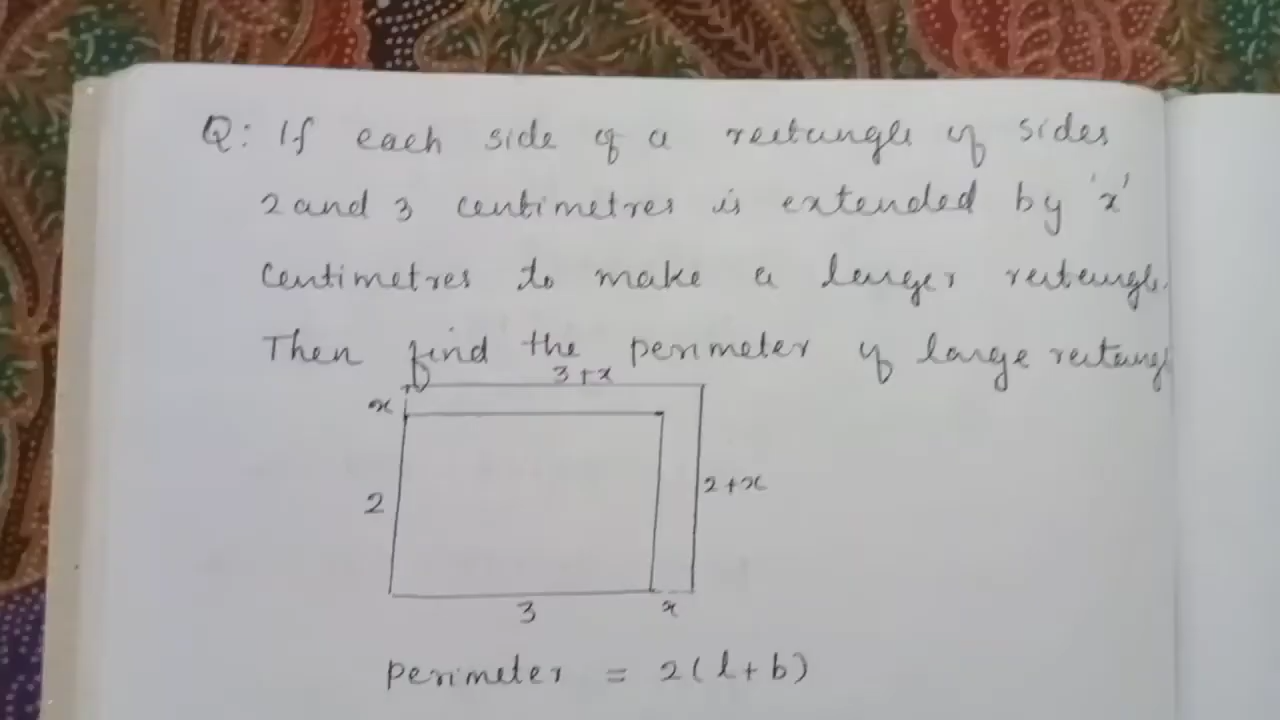 Q: If each side of a rectangle of sides
2 and 3 centimetres is extended by 'x'
centimetres to make a larger rectangle.
Then find the perimeter of large rectang
3+x
x
2
2+x
3
x
perimeter = 2(l+b)